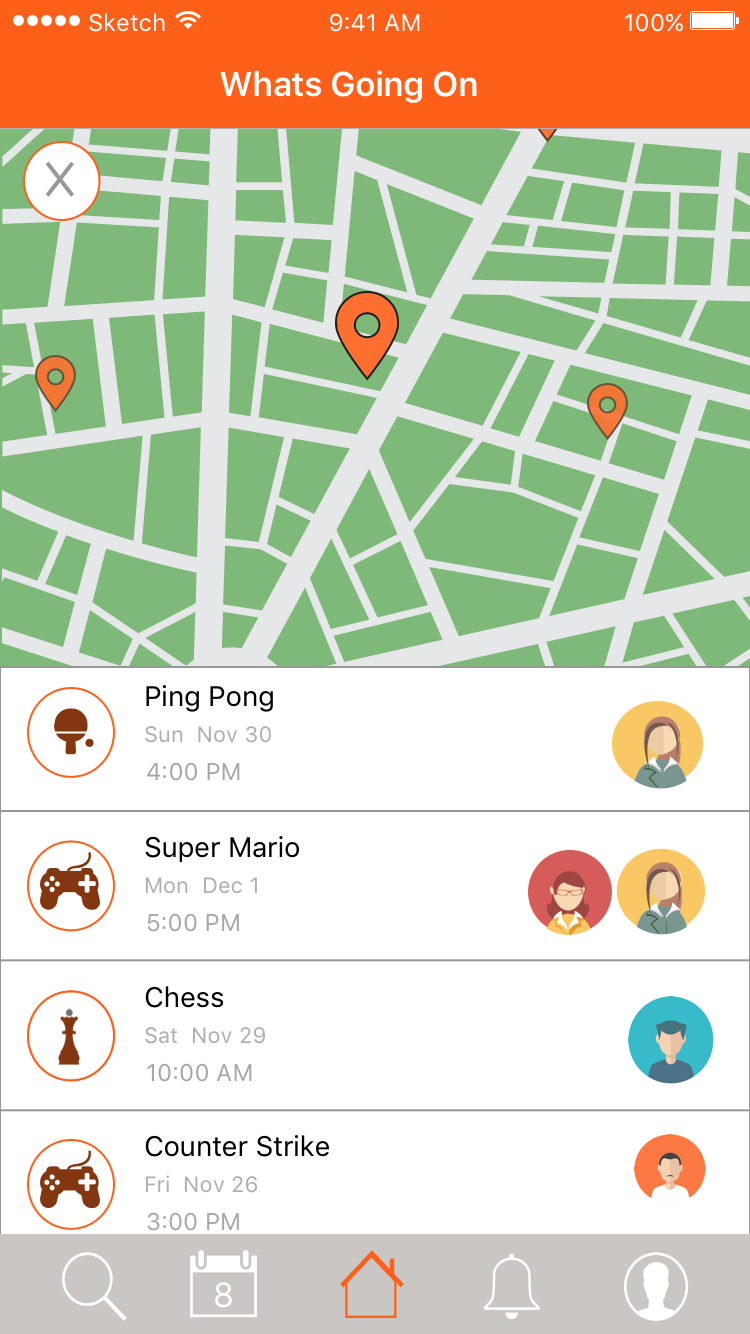 Sketch 9:41 AM 100%
Whats Going On
X
Ping Pong
Sun Nov 30
4:00 PM
Super Mario
Mon Dec 1
5:00 PM
Chess
Sat Nov 29
10:00 AM
Counter Strike
Fri Nov 26
3:00 PM
8